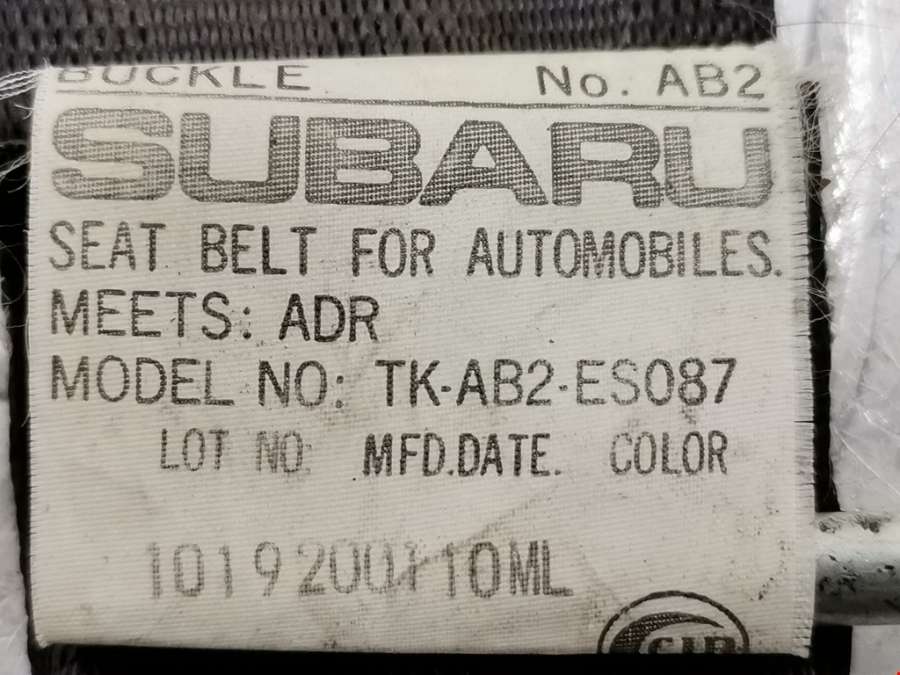 BUCKLE No. AB2
SUBARU
SEAT BELT FOR AUTOMOBILES.
MEETS: ADR
MODEL NO: TK-AB2-ES087
LOT NO: MFD.DATE. COLOR
1019200110ML